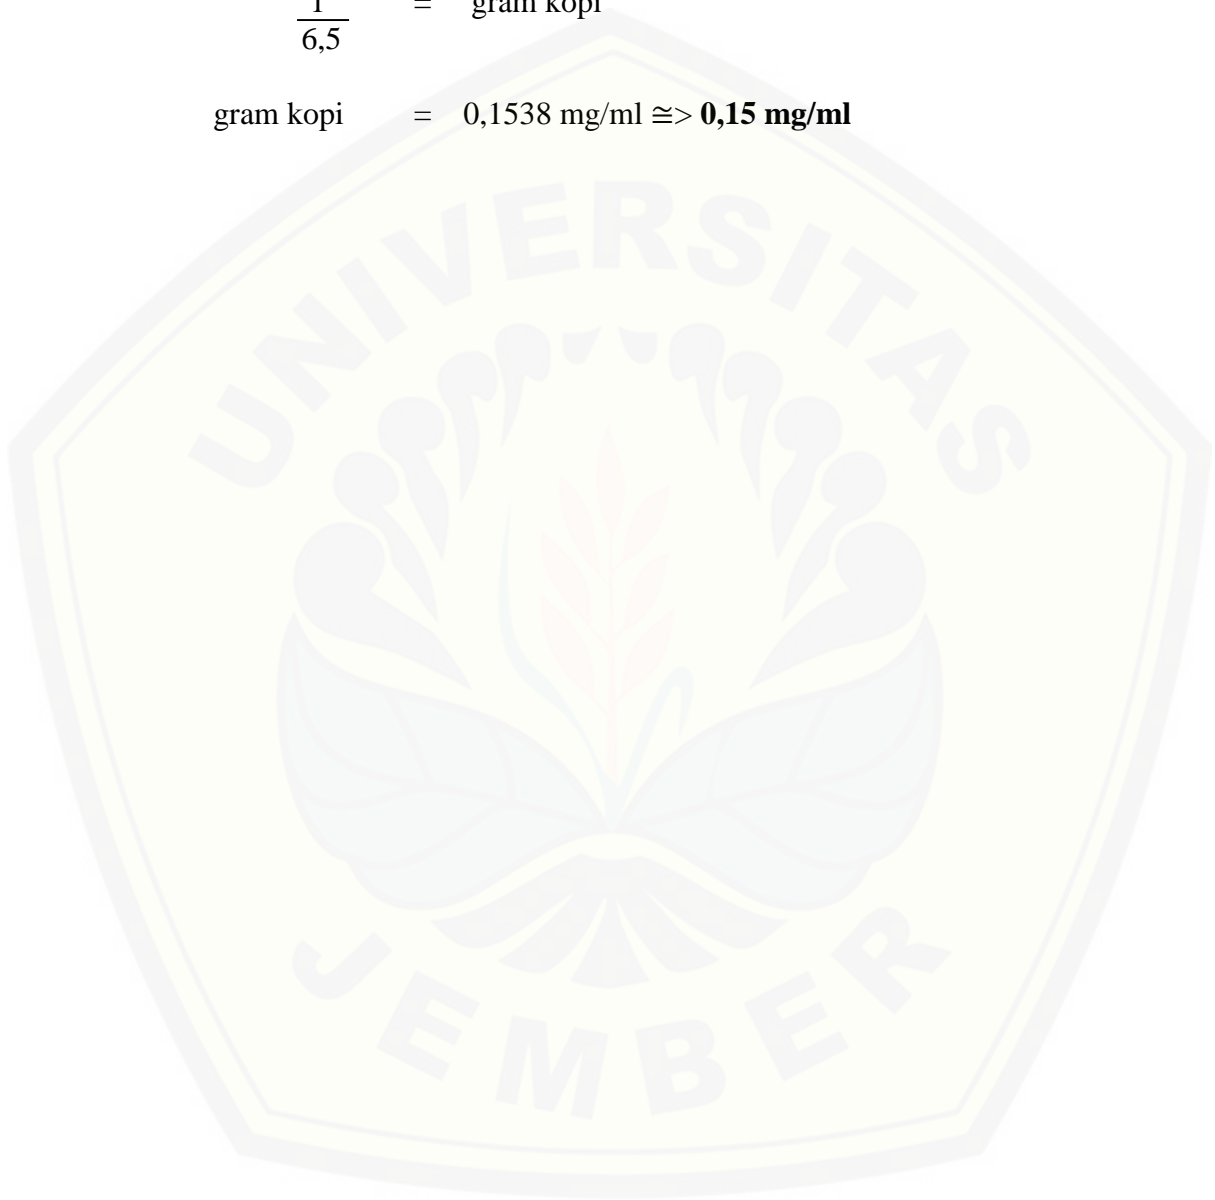 1 = gram kopi
6,5
gram kopi = 0,1538 mg/ml ≅> 0,15 mg/ml
UNIVERSITAS
JEMBER